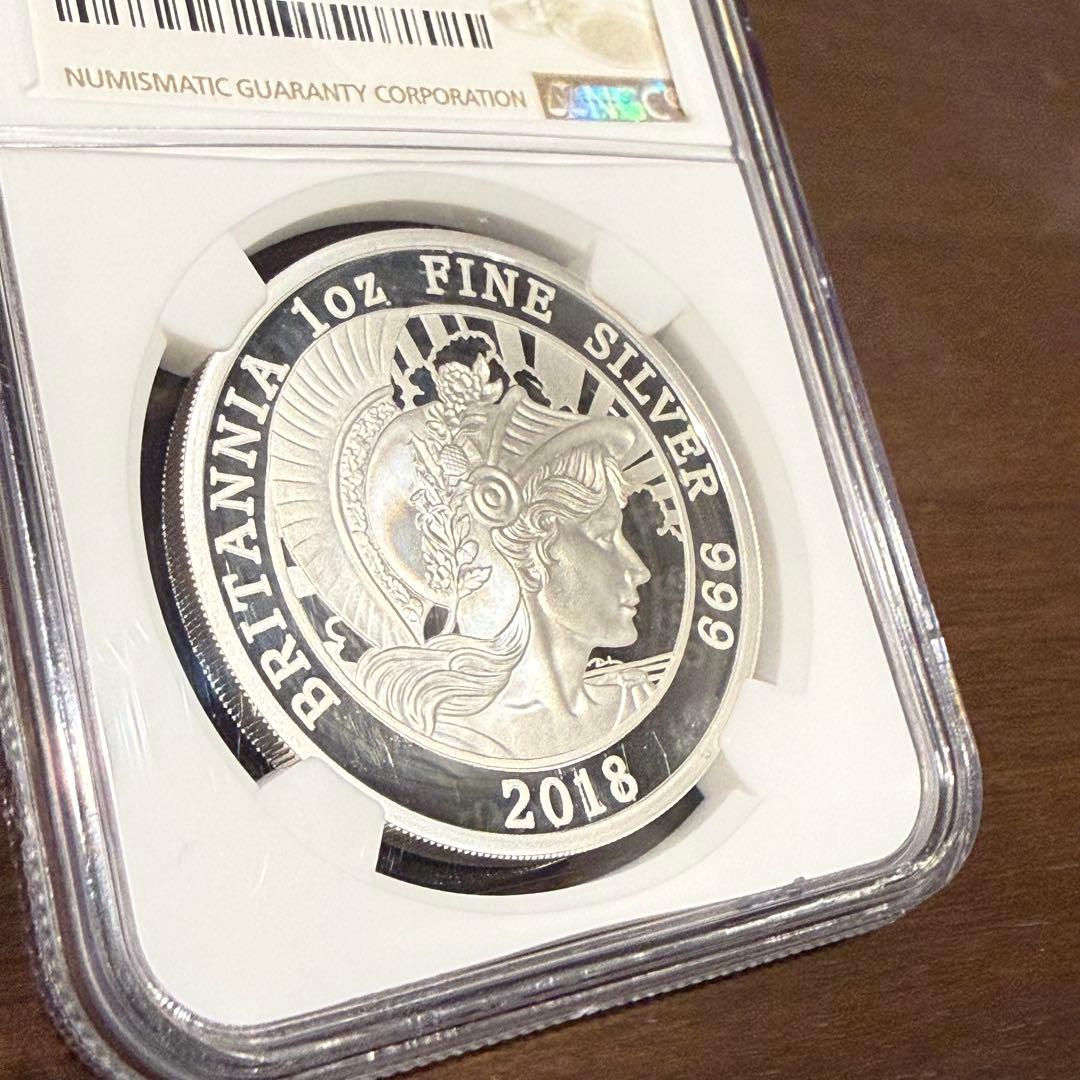 NUMISMATIC GUARANTY CORPORATION
BRITANNIA 1oz FINE SILVER 999
2018